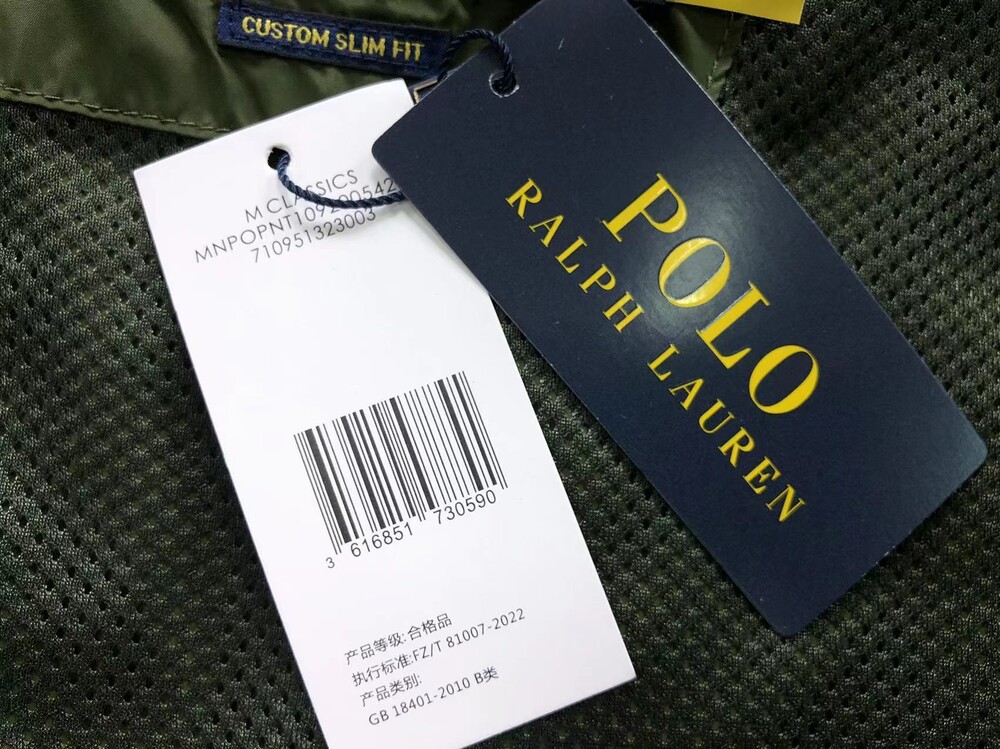 CUSTOM SLIM FIT
M CLASSICS
MNPOPNT109200542
710951323003
3 616851 730590
产品等级:合格品
执行标准:FZ/T 81007-2022
产品类别:
GB 18401-2010 B类
POLO
RALPH LAUREN